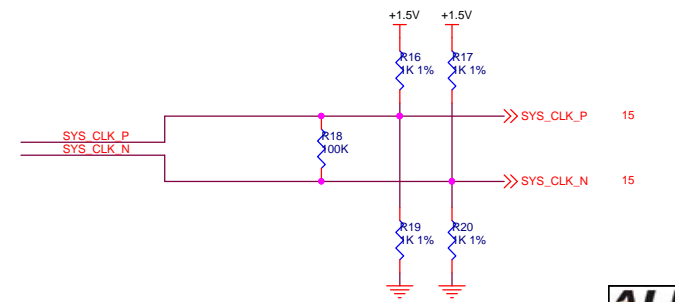 +1.5V +1.5V
R16 R17
1K 1% 1K 1%
SYS_CLK_P 15
SYS_CLK_P
R18
SYS_CLK_N
100K
SYS_CLK_N 15
R19 R20
1K 1% 1K 1%